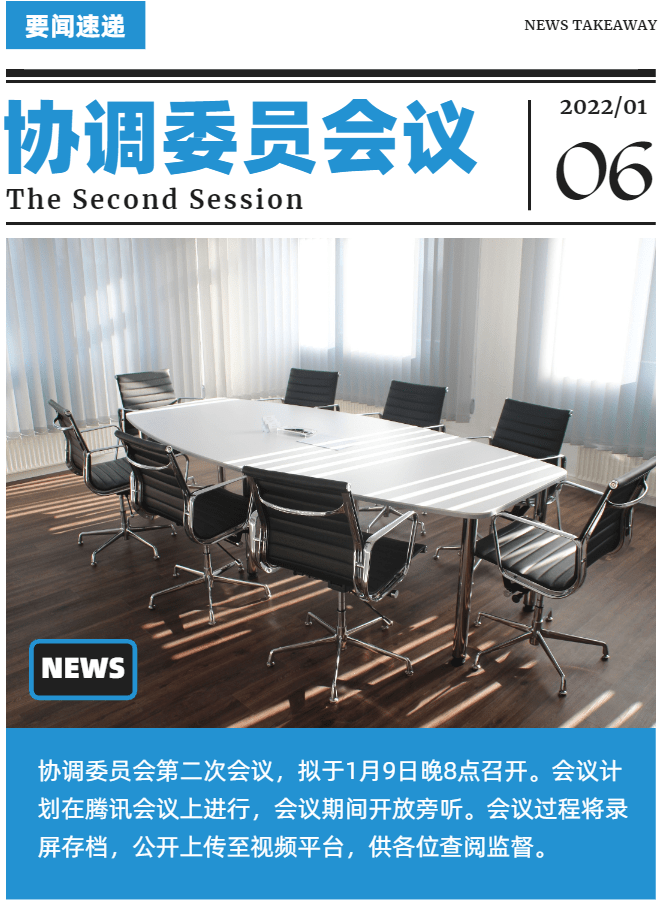 要闻速递
NEWS TAKEAWAY
协调委员会议
The Second Session
2022/01
06
NEWS
协调委员会第二次会议，拟于1月9日晚8点召开。会议计
划在腾讯会议上进行，会议期间开放旁听。会议过程将录
屏存档，公开上传至视频平台，供各位查阅监督。